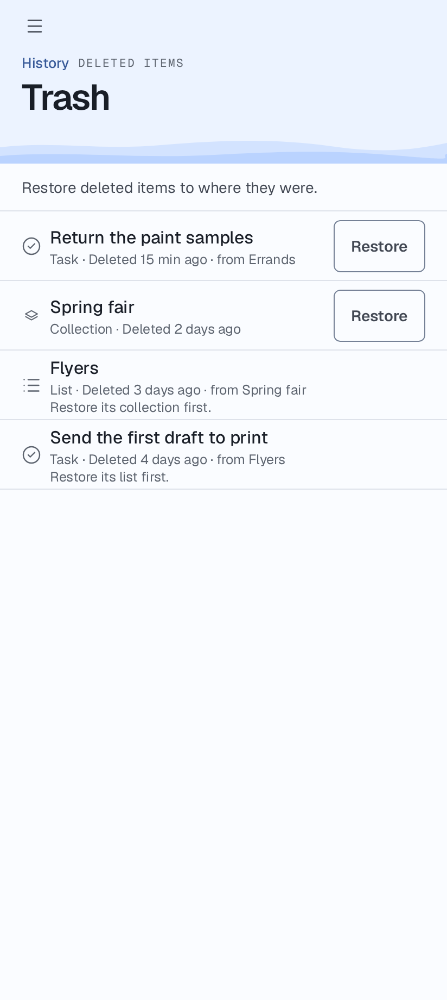 History DELETED ITEMS
Trash
Restore deleted items to where they were.
Return the paint samples
Task · Deleted 15 min ago · from Errands
Restore
Spring fair
Collection · Deleted 2 days ago
Restore
Flyers
List · Deleted 3 days ago · from Spring fair
Restore its collection first.
Send the first draft to print
Task · Deleted 4 days ago · from Flyers
Restore its list first.